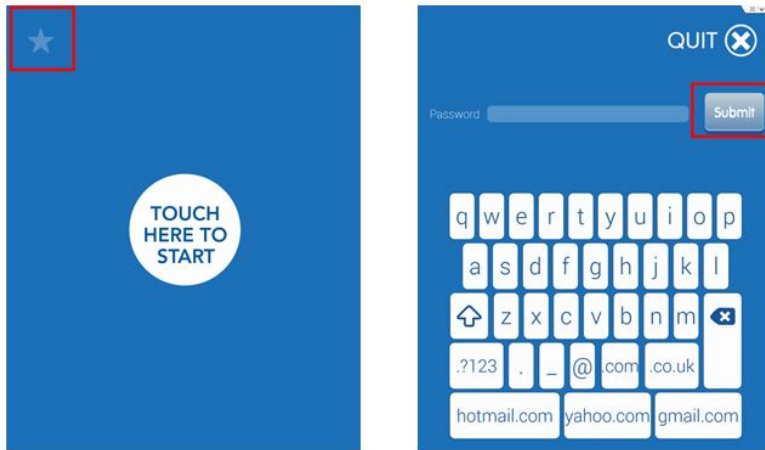 TOUCH
HERE TO
START
QUIT
Password
Submit
q w e r t y u i o p
a s d f g h j k l
z x c v b n m
.?123 . _ @ .com .co.uk
hotmail.com yahoo.com gmail.com